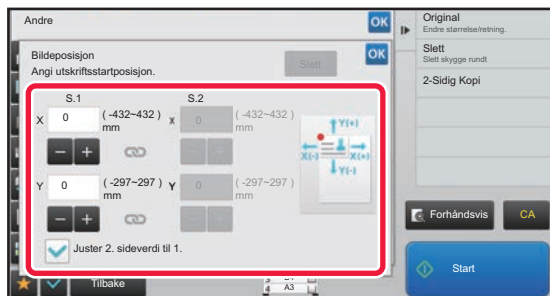 Andre
OK
Bildeposisjon
Angi utskriftsstartposisjon.
Slett
OK
S.1
S.2
X 0 ( -432~432 ) mm x 0 ( -432~432 ) mm
Y(+)
X(-)
X(+)
Y(-)
Y 0 ( -297~297 ) mm Y 0 ( -297~297 ) mm
Juster 2. sideverdi til 1.
Tilbake
4 A3
Original
Endre størrelse/retning.
Slett
Slett skygge rundt
2-Sidig Kopi
Forhåndsvis
CA
Start